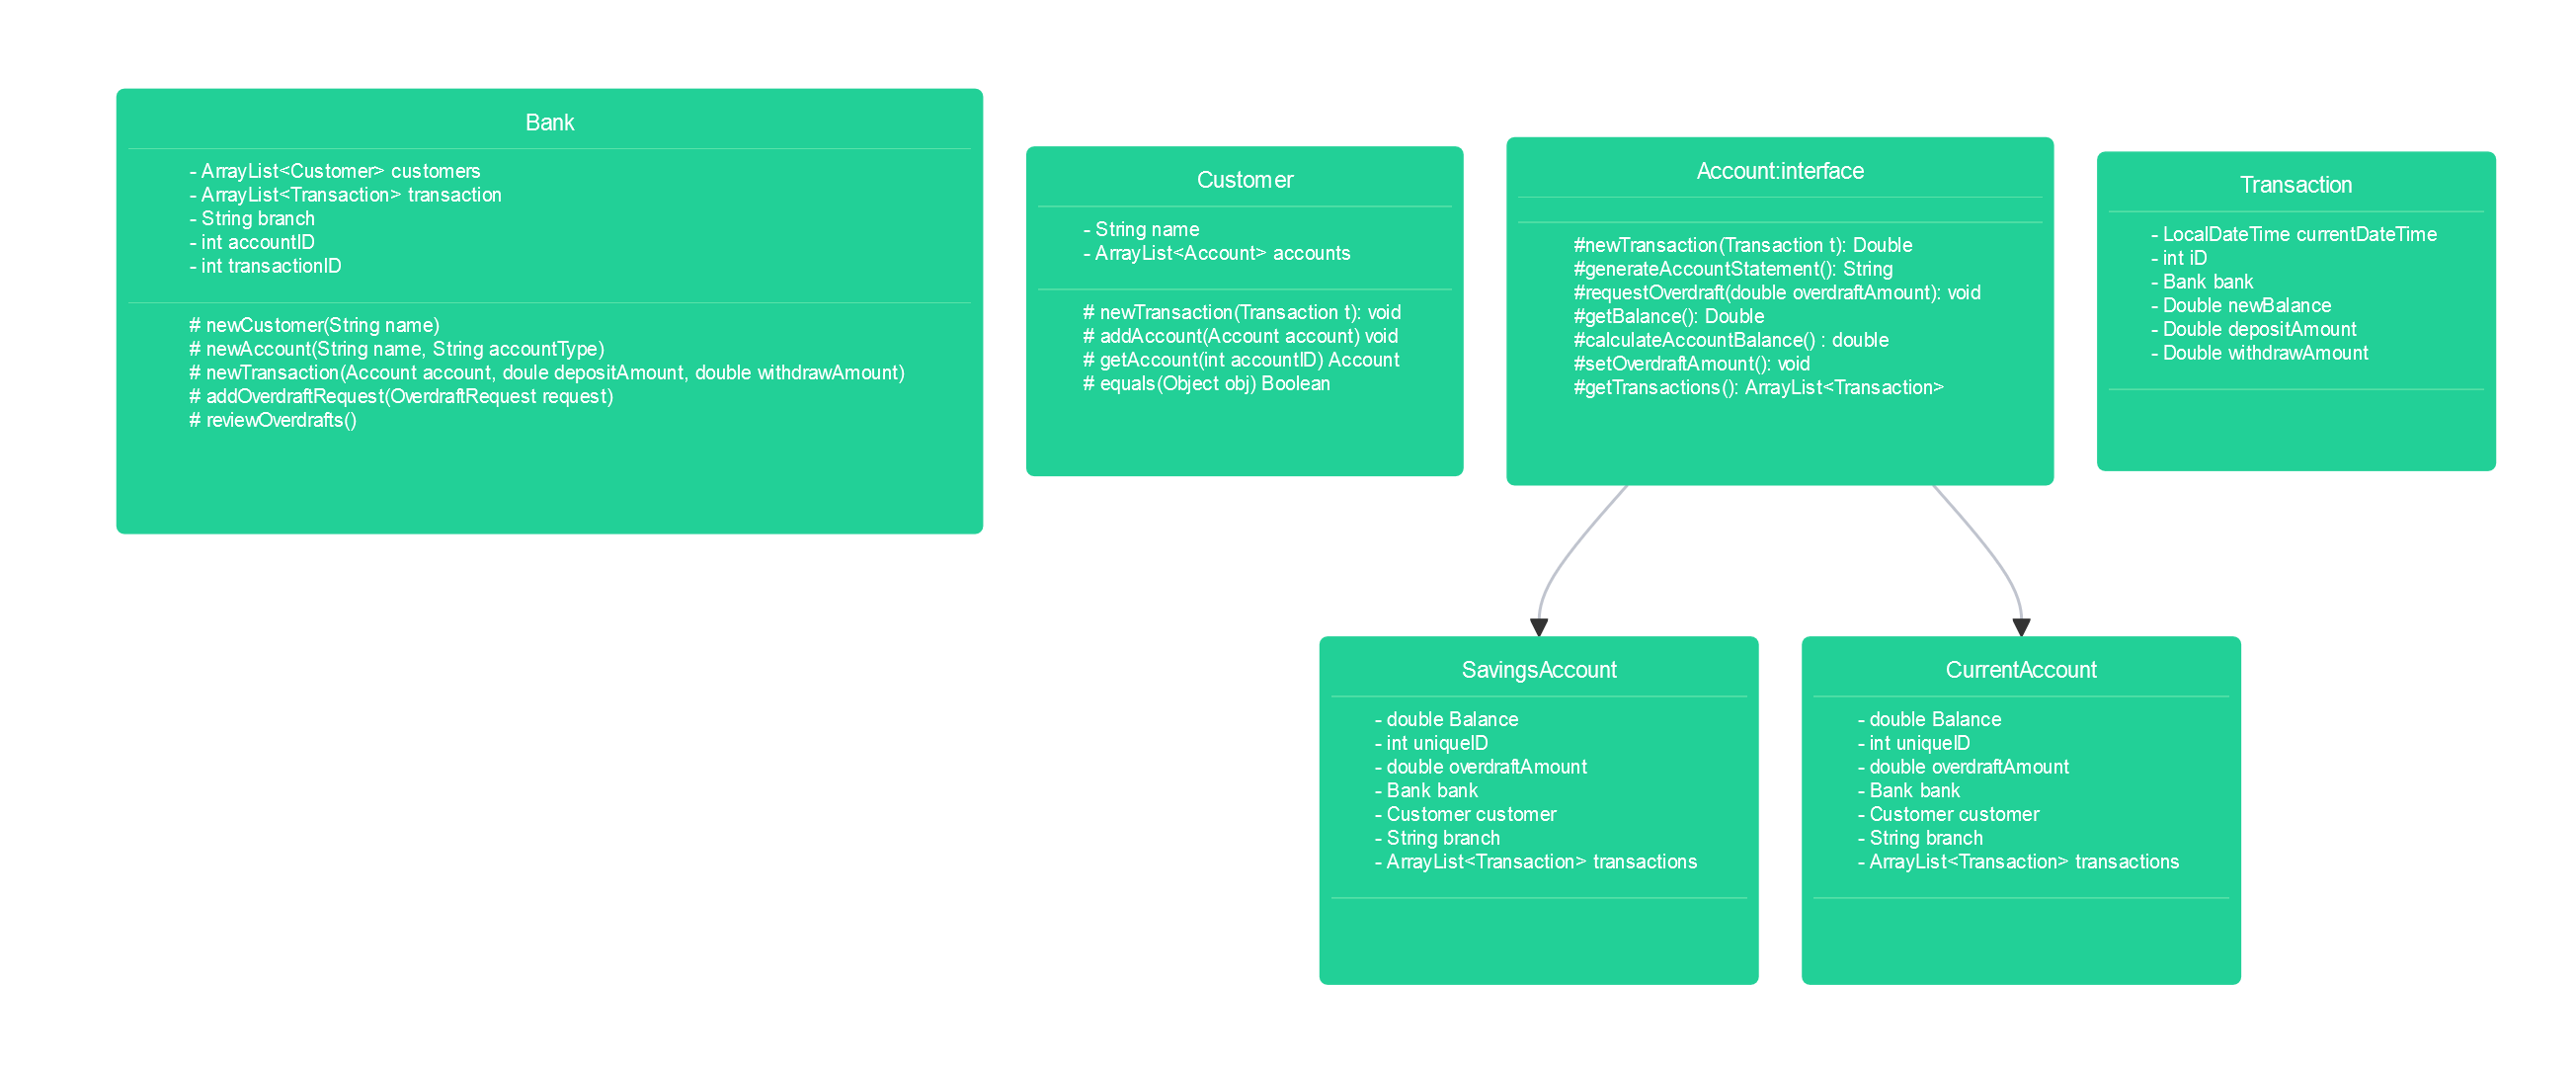 Bank
- ArrayList<Customer> customers
- ArrayList<Transaction> transaction
- String branch
- int accountID
- int transactionID
# newCustomer(String name)
# newAccount(String name, String accountType)
# newTransaction(Account account, doule depositAmount, double withdrawAmount)
# addOverdraftRequest(OverdraftRequest request)
# reviewOverdrafts()
Customer
- String name
- ArrayList<Account> accounts
# newTransaction(Transaction t): void
# addAccount(Account account) void
# getAccount(int accountID) Account
# equals(Object obj) Boolean
Account:interface
#newTransaction(Transaction t): Double
#generateAccountStatement(): String
#requestOverdraft(double overdraftAmount): void
#getBalance(): Double
#calculateAccountBalance() : double
#setOverdraftAmount(): void
#getTransactions(): ArrayList<Transaction>
Transaction
- LocalDateTime currentDateTime
- int iD
- Bank bank
- Double newBalance
- Double depositAmount
- Double withdrawAmount
SavingsAccount
- double Balance
- int uniqueID
- double overdraftAmount
- Bank bank
- Customer customer
- String branch
- ArrayList<Transaction> transactions
CurrentAccount
- double Balance
- int uniqueID
- double overdraftAmount
- Bank bank
- Customer customer
- String branch
- ArrayList<Transaction> transactions